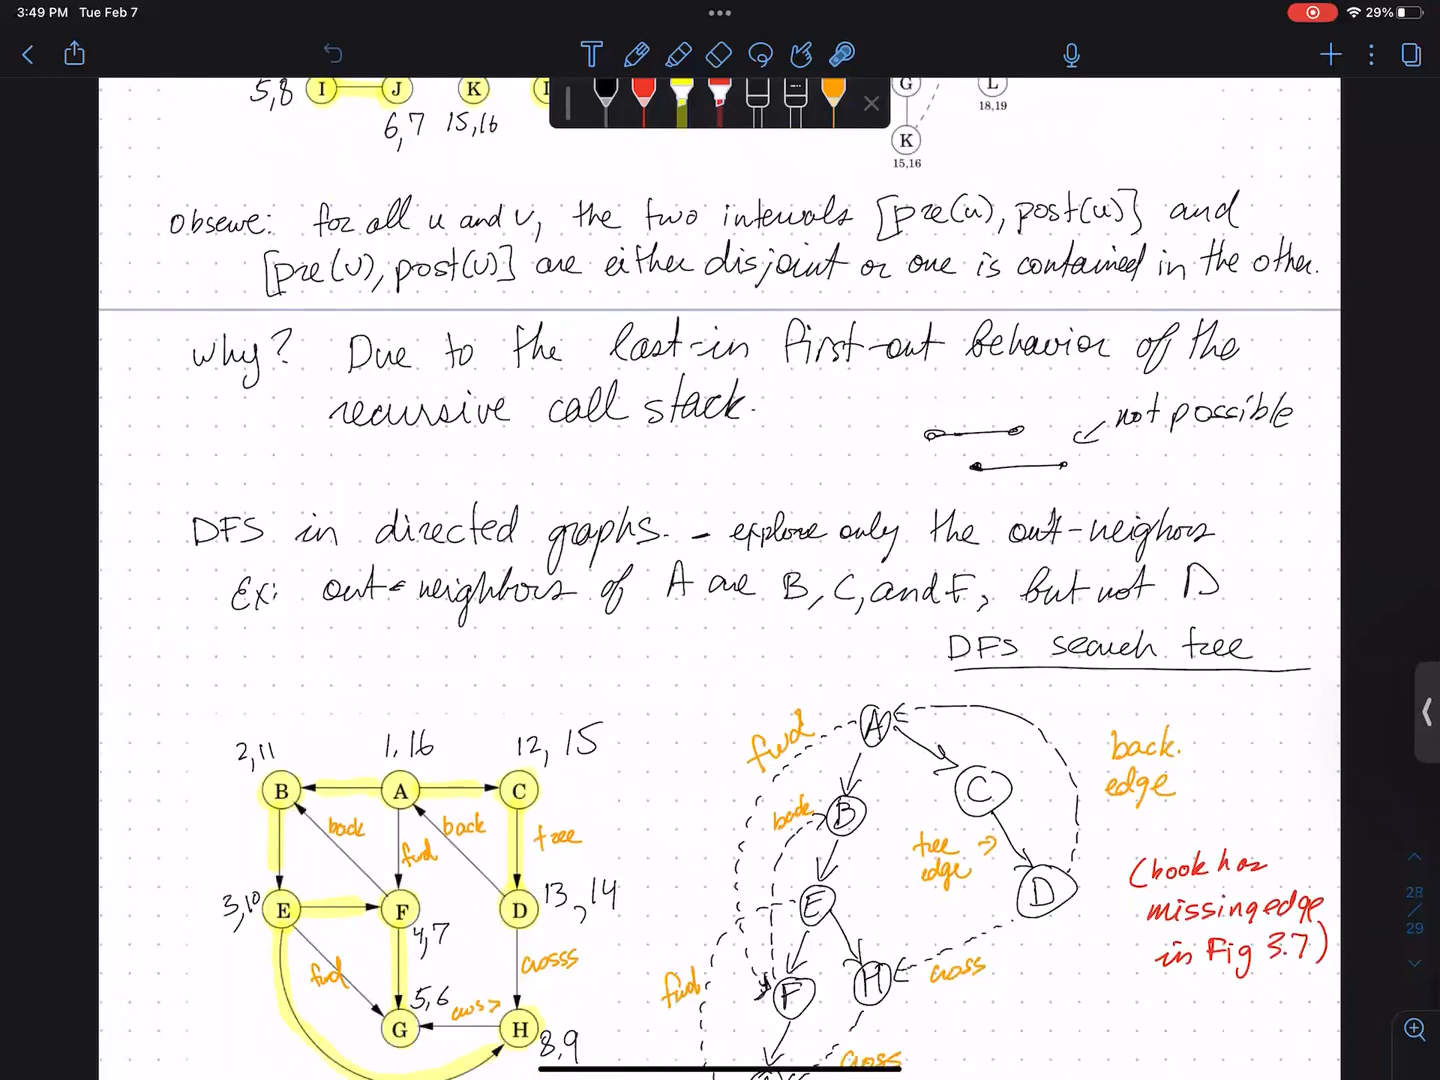 3:49 PM Tue Feb 7
29%
5,8 I J K
6,7 15,16
G L
18,19
K
15,16
Obseve: for all u and v, the two intervals [pre(u), post(u)] and
[pre(v), post(v)] are either disjoint or one is contained in the other.
why? Due to the last-in first-out behavior of the
recursive call stack.
not possible
DFS in directed graphs. - explore only the out-neighors
Ex: out-neighbors of A are B, C, and F, but not D
DFS search tree
2,11 1,16 12, 15
B A C
back fwd back tree
3,10 E F D 13,14
4,7
fwd crosss
5,6 cross
G H
8,9
A
fwd
back.
edge
B C
back
tree
edge
E D
F H
fwd cross
cross
(book has
missing edge
in Fig 3.7)
28
/
29